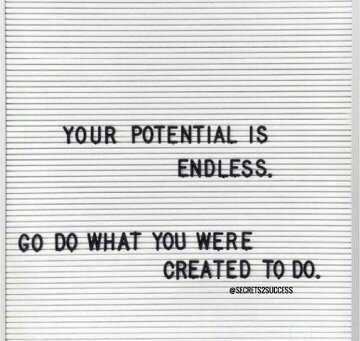 YOUR POTENTIAL IS
ENDLESS.
GO DO WHAT YOU WERE
CREATED TO DO.
@SECRETS2SUCCESS